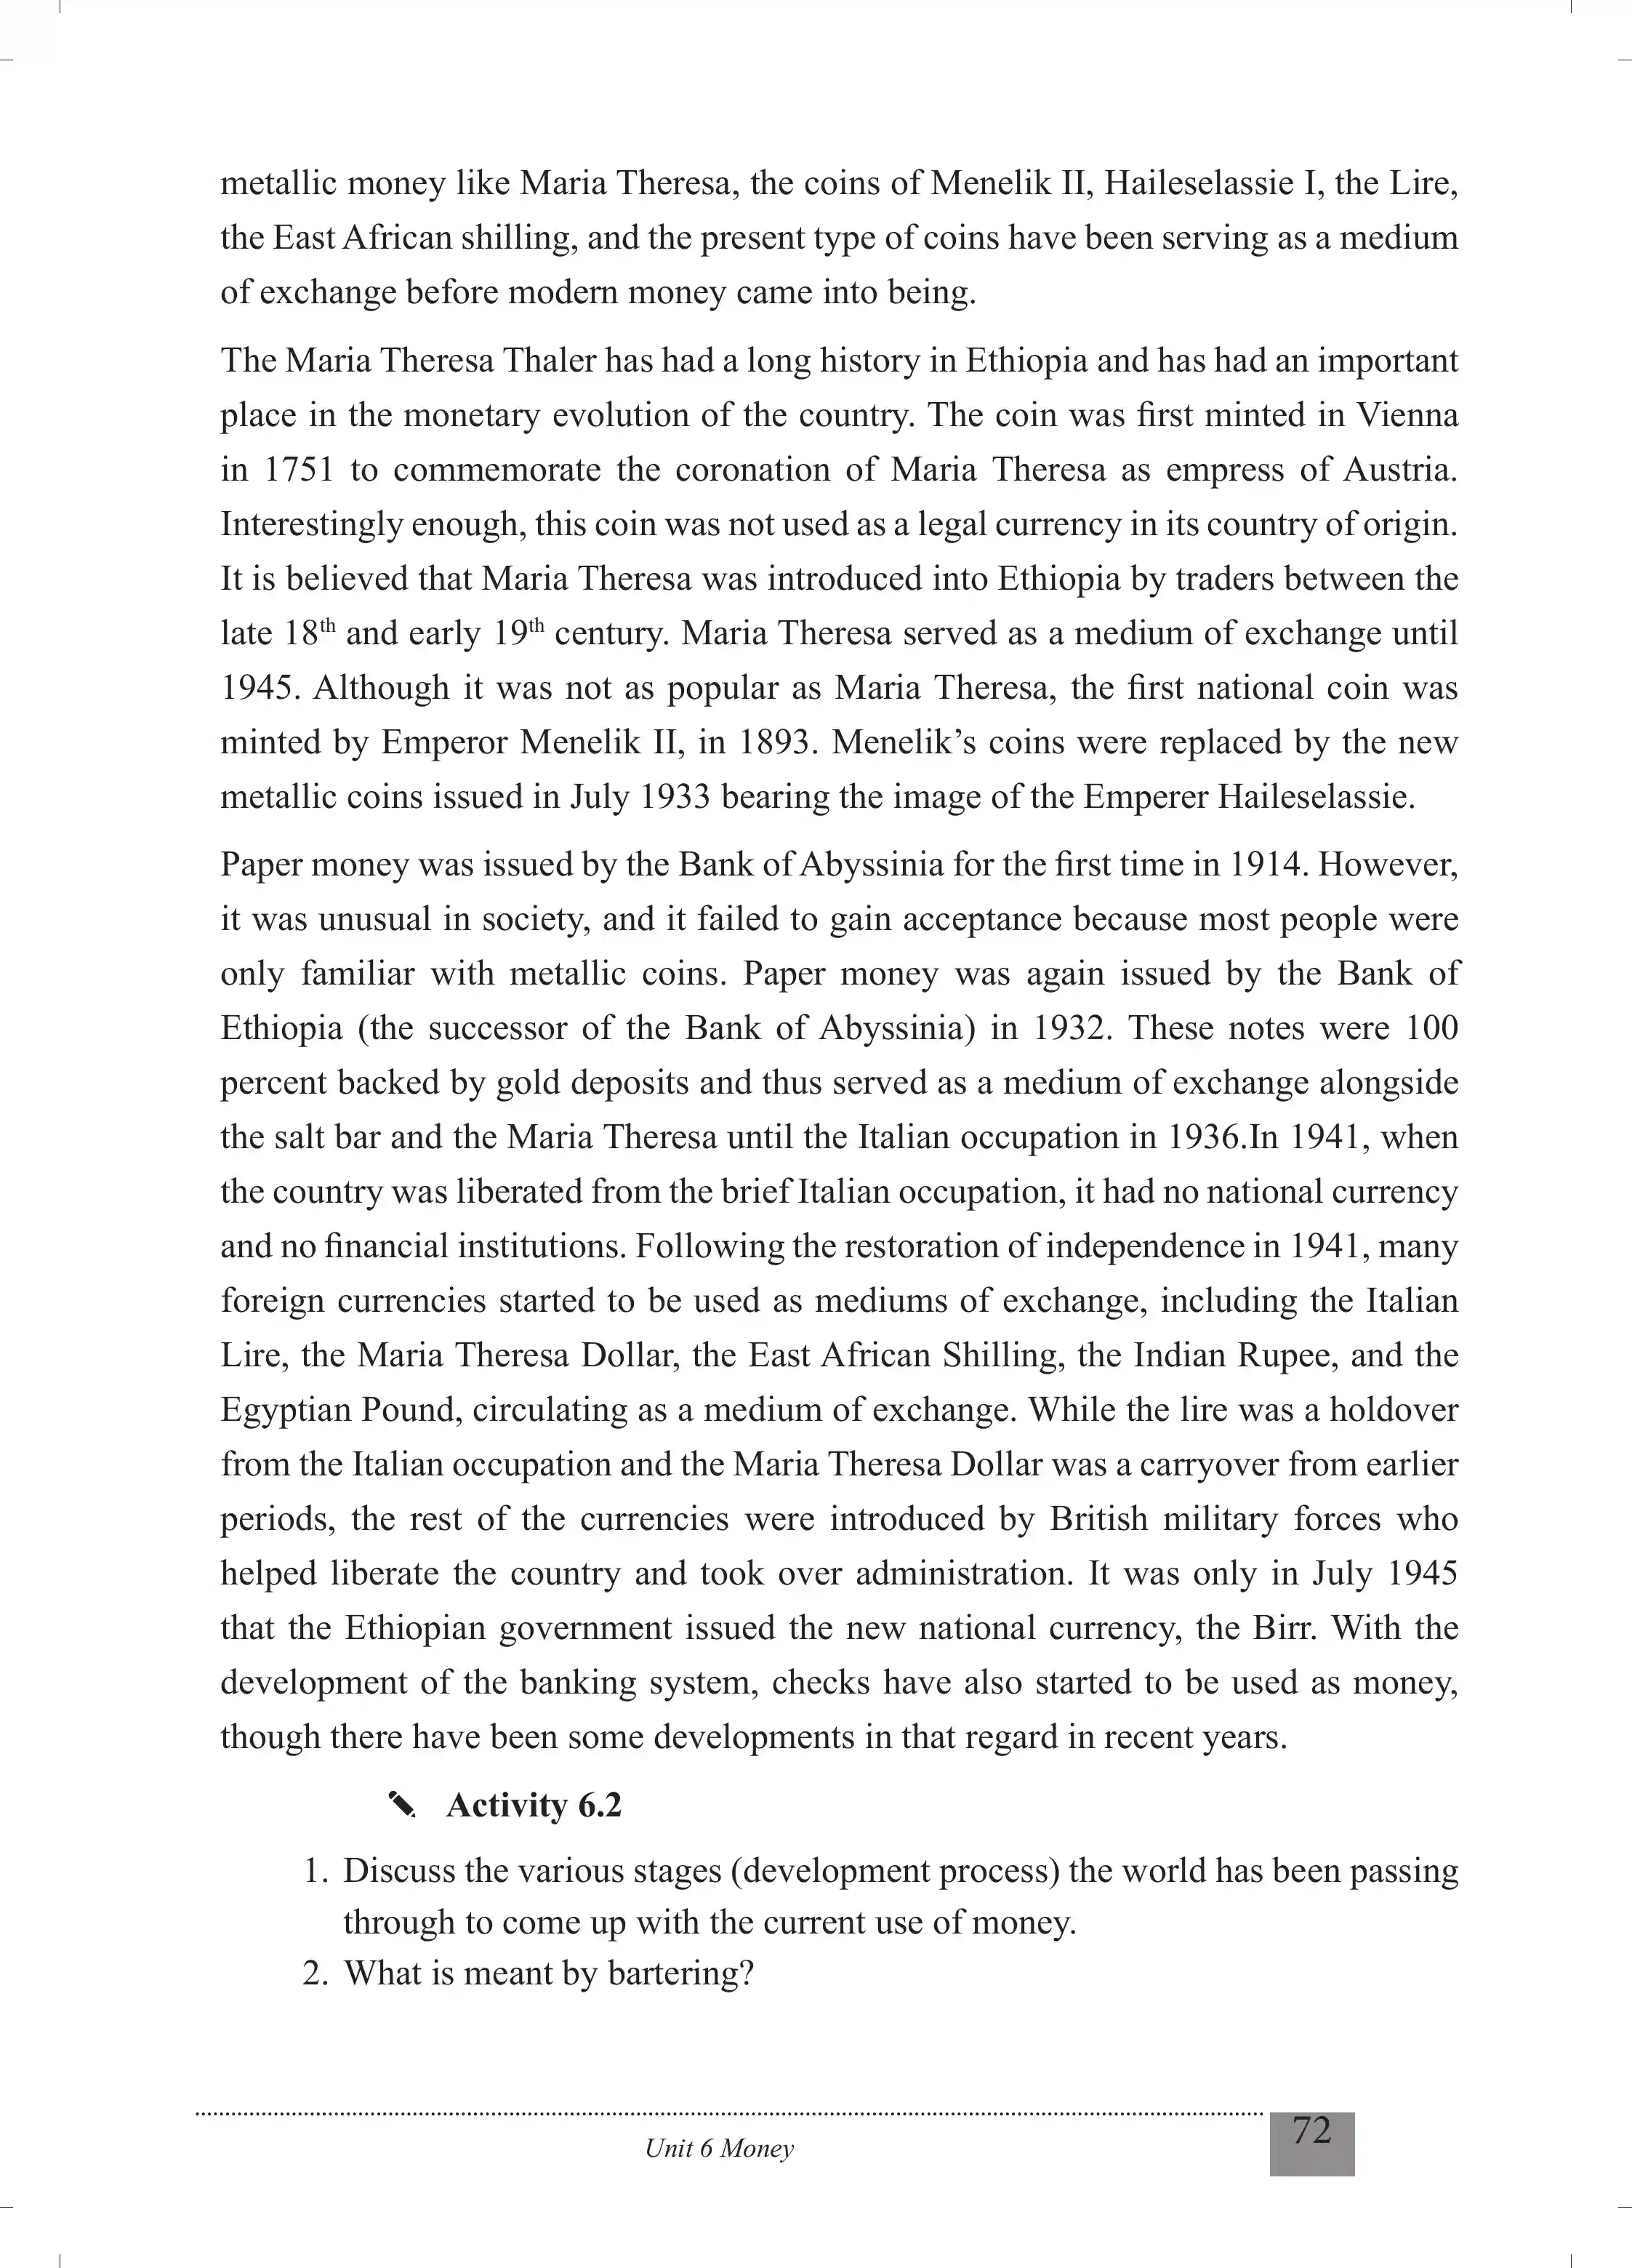 metallic money like Maria Theresa, the coins of Menelik II, Haileselassie I, the Lire,
the East African shilling, and the present type of coins have been serving as a medium
of exchange before modern money came into being.
The Maria Theresa Thaler has had a long history in Ethiopia and has had an important
place in the monetary evolution of the country. The coin was first minted in Vienna
in 1751 to commemorate the coronation of Maria Theresa as empress of Austria.
Interestingly enough, this coin was not used as a legal currency in its country of origin.
It is believed that Maria Theresa was introduced into Ethiopia by traders between the
late 18th and early 19th century. Maria Theresa served as a medium of exchange until
1945. Although it was not as popular as Maria Theresa, the first national coin was
minted by Emperor Menelik II, in 1893. Menelik’s coins were replaced by the new
metallic coins issued in July 1933 bearing the image of the Emperer Haileselassie.
Paper money was issued by the Bank of Abyssinia for the first time in 1914. However,
it was unusual in society, and it failed to gain acceptance because most people were
only familiar with metallic coins. Paper money was again issued by the Bank of
Ethiopia (the successor of the Bank of Abyssinia) in 1932. These notes were 100
percent backed by gold deposits and thus served as a medium of exchange alongside
the salt bar and the Maria Theresa until the Italian occupation in 1936.In 1941, when
the country was liberated from the brief Italian occupation, it had no national currency
and no financial institutions. Following the restoration of independence in 1941, many
foreign currencies started to be used as mediums of exchange, including the Italian
Lire, the Maria Theresa Dollar, the East African Shilling, the Indian Rupee, and the
Egyptian Pound, circulating as a medium of exchange. While the lire was a holdover
from the Italian occupation and the Maria Theresa Dollar was a carryover from earlier
periods, the rest of the currencies were introduced by British military forces who
helped liberate the country and took over administration. It was only in July 1945
that the Ethiopian government issued the new national currency, the Birr. With the
development of the banking system, checks have also started to be used as money,
though there have been some developments in that regard in recent years.
Activity 6.2
1. Discuss the various stages (development process) the world has been passing
through to come up with the current use of money.
2. What is meant by bartering?
Unit 6 Money
72